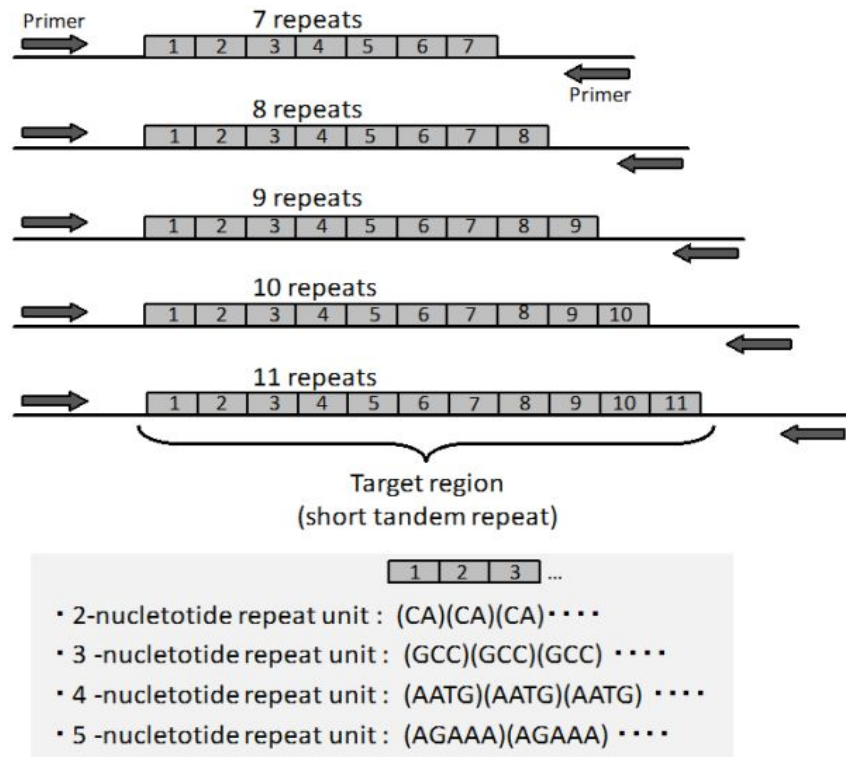 Primer
7 repeats
1 2 3 4 5 6 7
Primer
8 repeats
1 2 3 4 5 6 7 8
9 repeats
1 2 3 4 5 6 7 8 9
10 repeats
1 2 3 4 5 6 7 8 9 10
11 repeats
1 2 3 4 5 6 7 8 9 10 11
Target region
(short tandem repeat)
1 2 3 ...
・2-nucletotide repeat unit : (CA)(CA)(CA)････
・3 -nucletotide repeat unit : (GCC)(GCC)(GCC) ････
・4 -nucletotide repeat unit : (AATG)(AATG)(AATG) ････
・5 -nucletotide repeat unit : (AGAAA)(AGAAA) ････